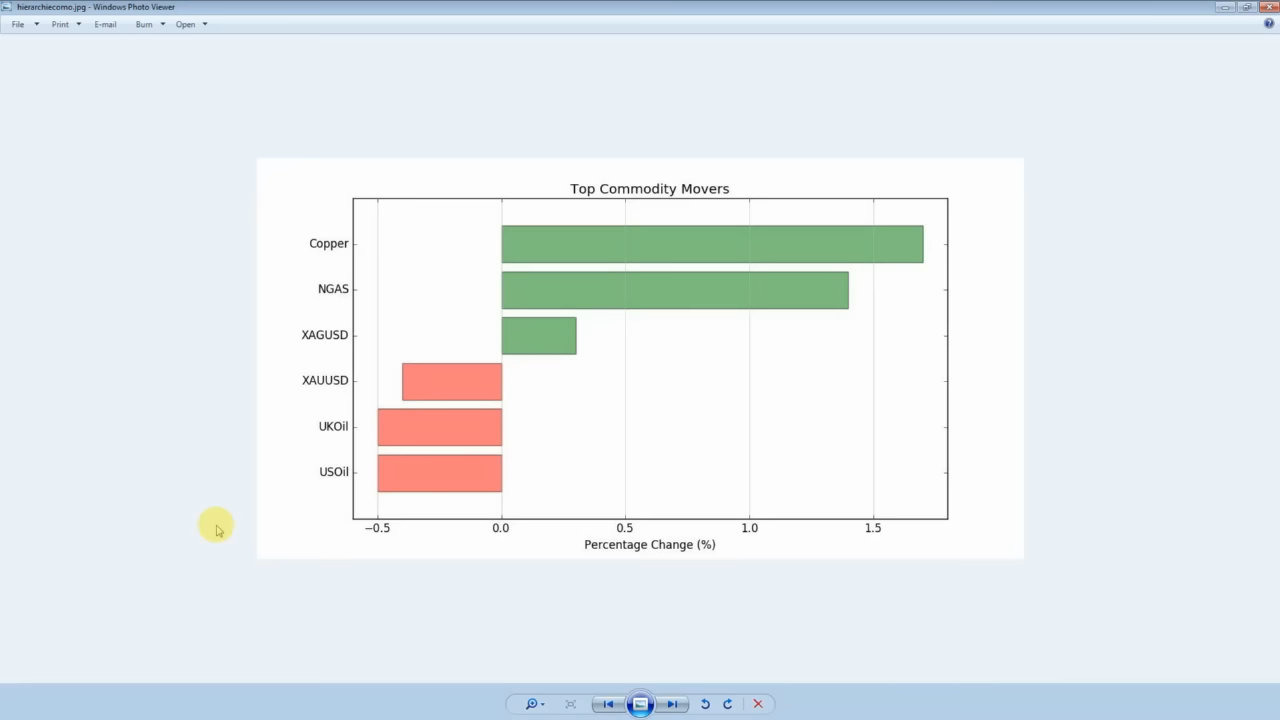 hierarchiecomo.jpg - Windows Photo Viewer
File Print E-mail Burn Open
Top Commodity Movers
Copper
NGAS
XAGUSD
XAUUSD
UKOil
USOil
−0.5 0.0 0.5 1.0 1.5
Percentage Change (%)